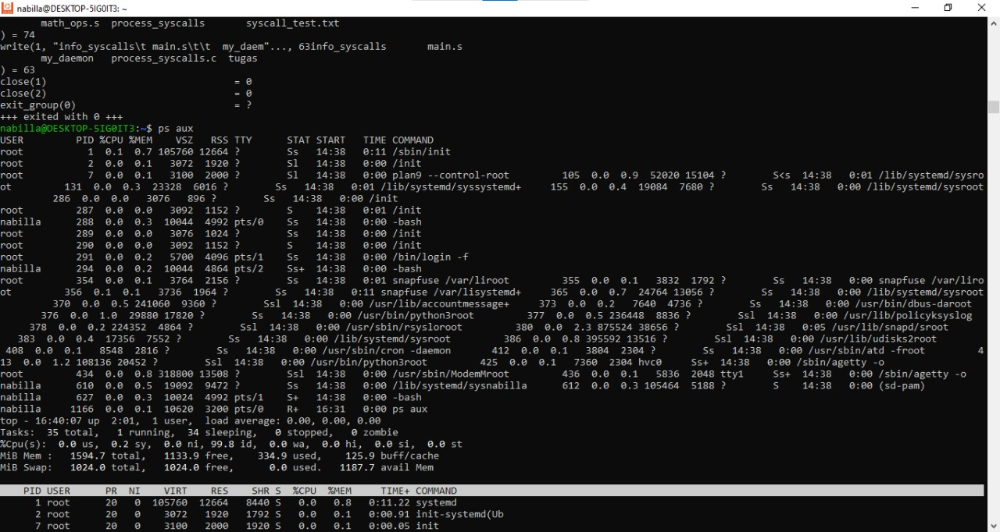 nabilla@DESKTOP-5IG0IT3: ~
math_ops.s  process_syscalls       syscall_test.txt
) = 74
write(1, "info_syscalls\t main.s\t\t  my_daem"..., 63info_syscalls       main.s
my_daemon   process_syscalls.c  tugas
) = 63
close(1)                                = 0
close(2)                                = 0
exit_group(0)                           = ?
+++ exited with 0 +++
nabilla@DESKTOP-5IG0IT3:~$ ps aux
USER         PID %CPU %MEM    VSZ   RSS TTY      STAT START   TIME COMMAND
root           1  0.1  0.7 105760 12664 ?        Ss   14:38   0:11 /sbin/init
root           2  0.0  0.1   3072  1920 ?        Sl   14:38   0:00 /init
root           7  0.0  0.1   3100  2000 ?        Sl   14:38   0:00 plan9 --control-root         105  0.0  0.9  52020 15104 ?        S<s  14:38   0:01 /lib/systemd/sysro
ot         131  0.0  0.3  23328  6016 ?        Ss   14:38   0:01 /lib/systemd/syssystemd+     155  0.0  0.4  19084  7680 ?        Ss   14:38   0:00 /lib/systemd/sysroot
286  0.0  0.0   3076   896 ?        Ss   14:38   0:00 /init
root         287  0.0  0.0   3092  1152 ?        S    14:38   0:01 /init
nabilla      288  0.0  0.3  10044  4992 pts/0    Ss   14:38   0:00 -bash
root         289  0.0  0.0   3076  1024 ?        Ss   14:38   0:00 /init
root         290  0.0  0.0   3092  1152 ?        S    14:38   0:00 /init
root         291  0.0  0.2   5700  4096 pts/1    Ss   14:38   0:00 /bin/login -f
nabilla      294  0.0  0.2  10044  4864 pts/2    Ss+  14:38   0:00 -bash
root         354  0.0  0.1   3764  2156 ?        Ss   14:38   0:01 snapfuse /var/liroot         355  0.0  0.1   3832  1792 ?        Ss   14:38   0:00 snapfuse /var/liro
ot         356  0.1  0.1   3736  1964 ?        Ss   14:38   0:11 snapfuse /var/lisystemd+     365  0.0  0.7  24764 13056 ?        Ss   14:38   0:00 /lib/systemd/sysroot
370  0.0  0.5 241060  9360 ?        Ssl  14:38   0:00 /usr/lib/accountmessage+     373  0.0  0.2   7640  4736 ?        Ss   14:38   0:00 /usr/bin/dbus-daroot
376  0.0  1.0  29880 17820 ?        Ss   14:38   0:00 /usr/bin/python3root         377  0.0  0.5 236448  8836 ?        Ssl  14:38   0:00 /usr/lib/policyksyslog
378  0.0  0.2 224352  4864 ?        Ssl  14:38   0:00 /usr/sbin/rsysloroot         380  0.0  2.3 875524 38656 ?        Ssl  14:38   0:05 /usr/lib/snapd/sroot
383  0.0  0.4  17356  7552 ?        Ss   14:38   0:00 /lib/systemd/sysroot         386  0.0  0.8 395592 13516 ?        Ssl  14:38   0:00 /usr/lib/udisks2root
408  0.0  0.1   8548  2816 ?        Ss   14:38   0:00 /usr/sbin/cron -daemon       412  0.0  0.1   3804  2304 ?        Ss   14:38   0:00 /usr/sbin/atd -froot         4
13  0.0  1.2 108136 20452 ?        Ssl  14:38   0:00 /usr/bin/python3root         425  0.0  0.1   7360  2304 hvc0     Ss+  14:38   0:00 /sbin/agetty -o
root         434  0.0  0.8 318800 13508 ?        Ssl  14:38   0:00 /usr/sbin/ModemMroot         436  0.0  0.1   5836  2048 tty1     Ss+  14:38   0:00 /sbin/agetty -o
nabilla      610  0.0  0.5  19092  9472 ?        Ss   14:38   0:00 /lib/systemd/sysnabilla      612  0.0  0.3 105464  5188 ?        S    14:38   0:00 (sd-pam)
nabilla      627  0.0  0.3  10024  4992 pts/1    S+   14:38   0:00 -bash
nabilla     1166  0.0  0.1  10620  3200 pts/0    R+   16:31   0:00 ps aux
top - 16:40:07 up  2:01,  1 user,  load average: 0.00, 0.00, 0.00
Tasks:  35 total,   1 running,  34 sleeping,   0 stopped,   0 zombie
%Cpu(s):  0.0 us,  0.2 sy,  0.0 ni, 99.8 id,  0.0 wa,  0.0 hi,  0.0 si,  0.0 st
MiB Mem :   1594.7 total,   1133.9 free,    334.9 used,    125.9 buff/cache
MiB Swap:   1024.0 total,   1024.0 free,      0.0 used.   1187.7 avail Mem
PID USER      PR  NI    VIRT    RES    SHR S  %CPU  %MEM     TIME+ COMMAND
1 root      20   0  105760  12664   8440 S   0.0   0.8   0:11.22 systemd
2 root      20   0    3072   1920   1792 S   0.0   0.1   0:00.91 init-systemd(Ub
7 root      20   0    3100   2000   1920 S   0.0   0.1   0:00.05 init